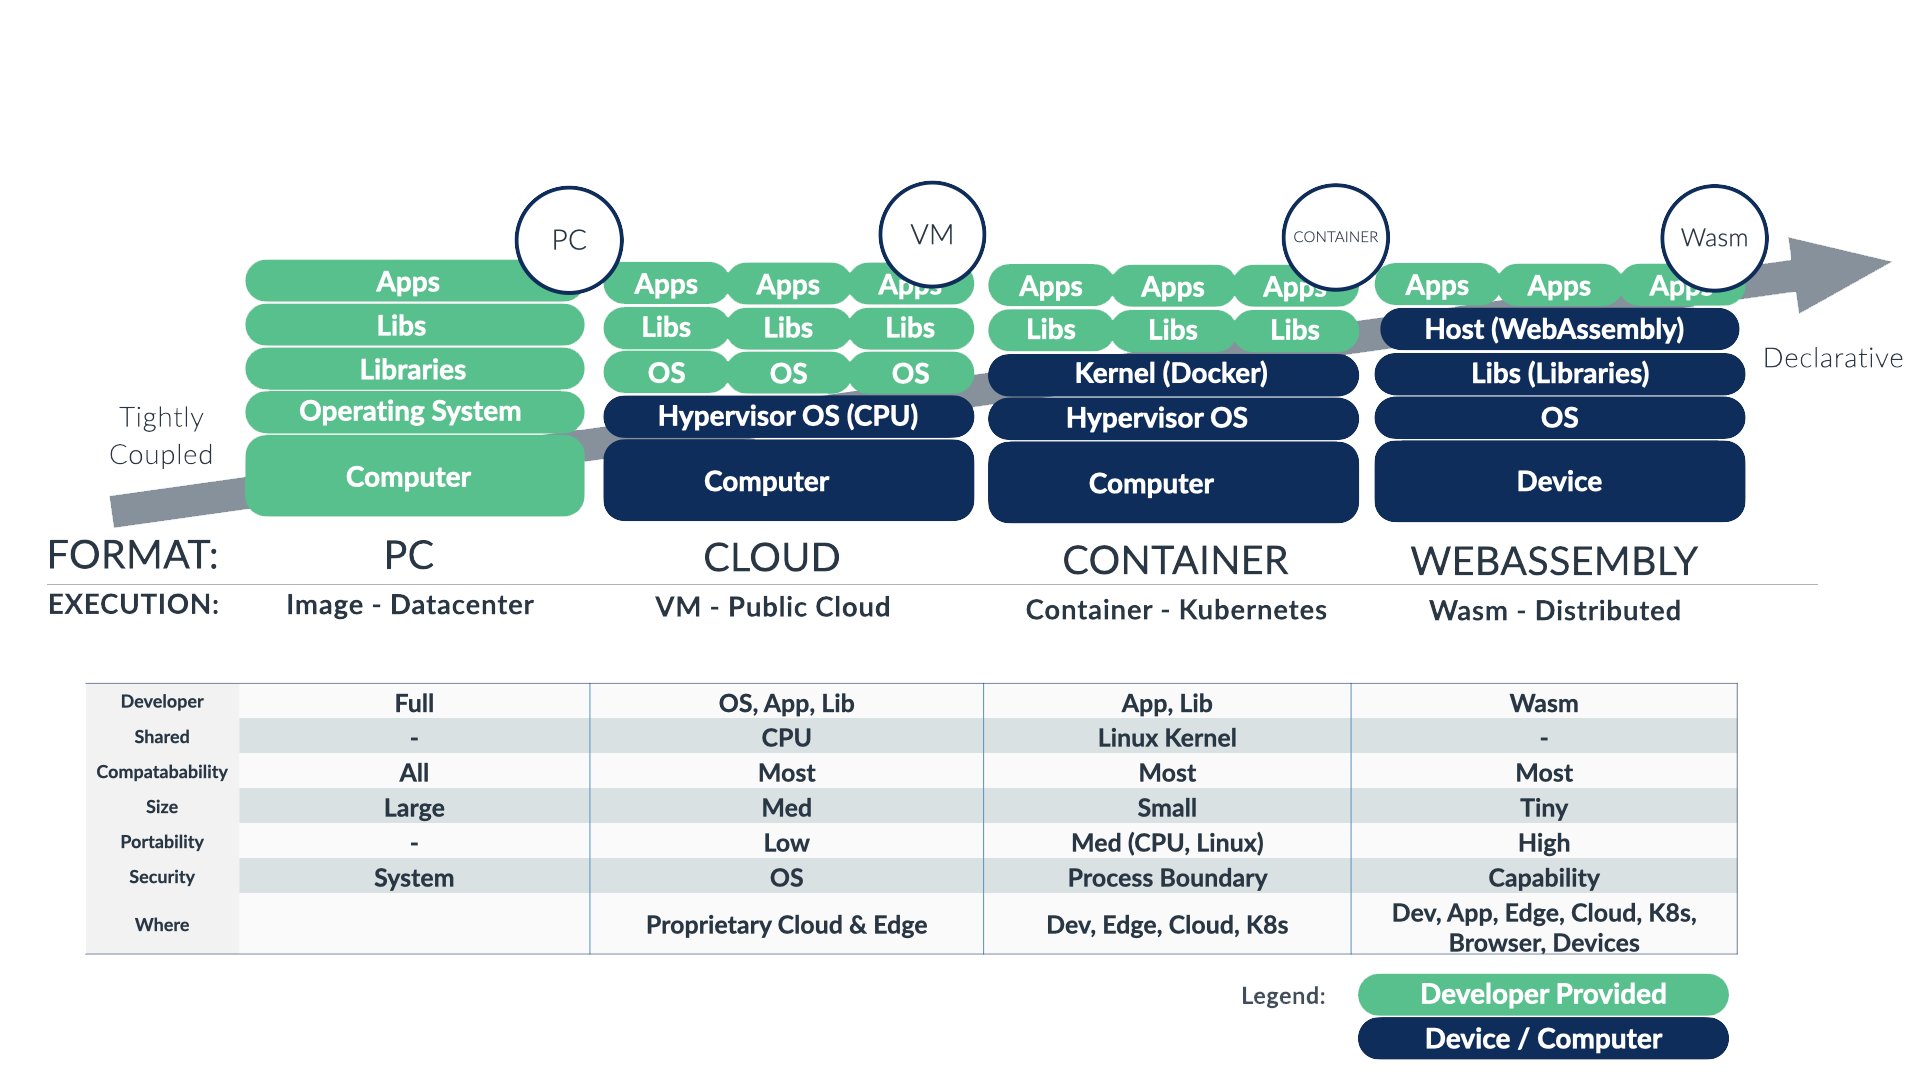 PC
VM
CONTAINER
Wasm
Apps
Libs
Libraries
Operating System
Computer
Apps Apps Apps
Libs Libs Libs
OS OS OS
Hypervisor OS (CPU)
Computer
Apps Apps Apps
Libs Libs Libs
Kernel (Docker)
Hypervisor OS
Computer
Apps Apps Apps
Host (WebAssembly)
Libs (Libraries)
OS
Device
Tightly
Coupled
Declarative
FORMAT: PC CLOUD CONTAINER WEBASSEMBLY
EXECUTION: Image - Datacenter VM - Public Cloud Container - Kubernetes Wasm - Distributed
Developer Full OS, App, Lib App, Lib Wasm
Shared - CPU Linux Kernel -
Compatabability All Most Most Most
Size Large Med Small Tiny
Portability - Low Med (CPU, Linux) High
Security System OS Process Boundary Capability
Where Proprietary Cloud & Edge Dev, Edge, Cloud, K8s Dev, App, Edge, Cloud, K8s,
Browser, Devices
Legend: Developer Provided
Device / Computer